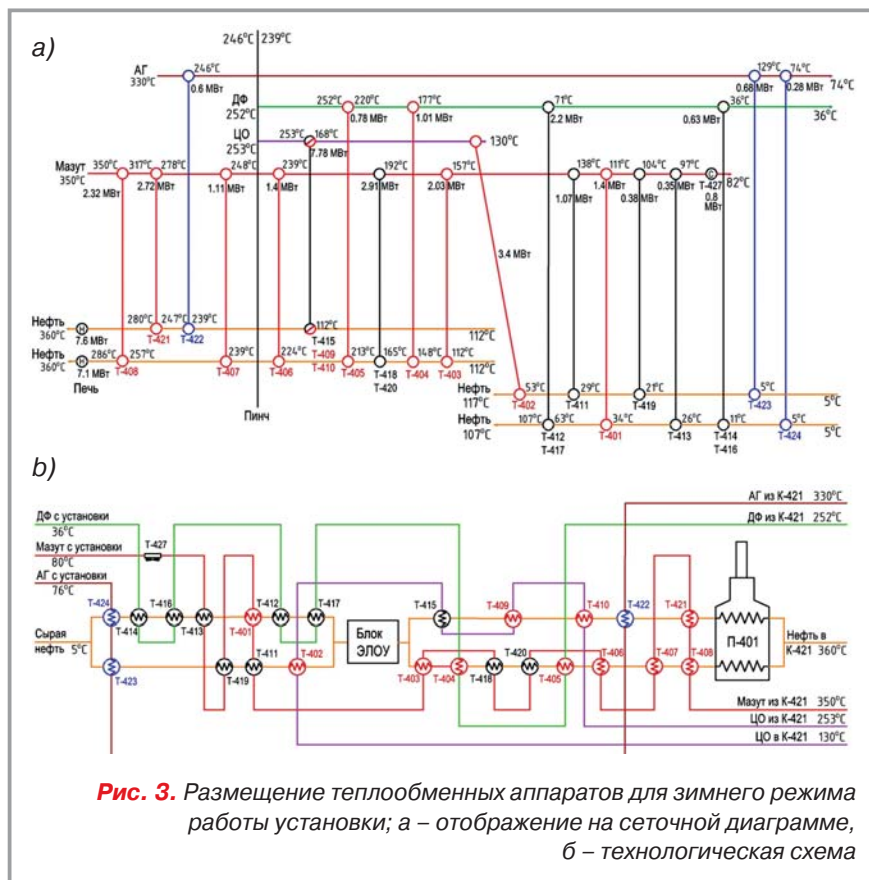 а)
246°C 239°C
АГ
330°C
246°C
0.6 МВт
129°C
0.68 МВт
74°C
0.28 МВт
74°C
ДФ
252°C
252°C 220°C
0.78 МВт
177°C
1.01 МВт
71°C
2.2 МВт
36°C
0.63 МВт
36°C
ЦО
253°C
253°C 168°C
7.78 МВт
130°C
Мазут
350°C
350°C 317°C 278°C 248°C 239°C 192°C 157°C 138°C 111°C 104°C 97°C
2.32 МВт 2.72 МВт 1.11 МВт 1.4 МВт 2.91 МВт 2.03 МВт 1.07 МВт 1.4 МВт 0.38 МВт 0.35 МВт
C
Т-427
0.8
МВт
82°C
3.4 МВт
Нефть
360°C
H
7.6 МВт
280°C 247°C 239°C 112°C 112°C
Т-421 Т-422 Т-415
Т-409
Т-410
Нефть
360°C
H
7.1 МВт
Печь
286°C 257°C 239°C 224°C 213°C 165°C 148°C 112°C 112°C
Т-408 Т-407 Т-406 Т-405 Т-418 Т-404 Т-403
Т-420
Пинч
Нефть
117°C
53°C 29°C 21°C 5°C 5°C
Т-402 Т-411 Т-419 Т-423
Нефть
107°C
107°C 63°C 34°C 26°C 11°C 5°C 5°C
Т-412 Т-401 Т-413 Т-414 Т-424
Т-417 Т-416
b)
ДФ с установки
36°C
Мазут с установки
80°C
Т-427
АГ с установки
76°C
АГ из К-421 330°C
ДФ из К-421 252°C
Т-424 Т-414 Т-416 Т-413 Т-401 Т-412 Т-417 Т-415 Т-409 Т-410 Т-422 Т-421
Сырая
нефть 5°C
Блок
ЭЛОУ
П-401
Нефть в
К-421 360°C
Т-423 Т-419 Т-411 Т-402 Т-403 Т-404 Т-418 Т-420 Т-405 Т-406 Т-407 Т-408
Мазут из К-421 350°C
ЦО из К-421 253°C
ЦО в К-421 130°C
Рис. 3. Размещение теплообменных аппаратов для зимнего режима
работы установки; а – отображение на сеточной диаграмме,
б – технологическая схема